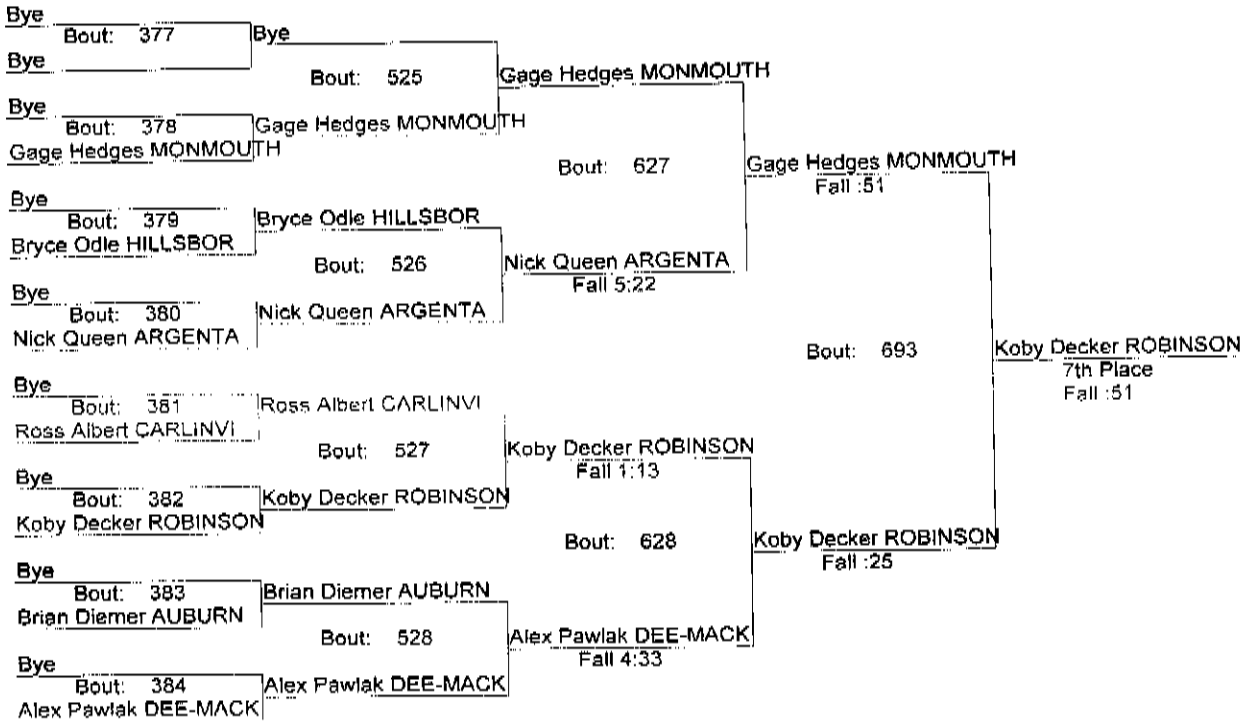 Bye
Bout: 377
Bye
Bye
Bout: 525
Gage Hedges MONMOUTH
Bye
Bout: 378
Gage Hedges MONMOUTH
Gage Hedges MONMOUTH
Bout: 627
Gage Hedges MONMOUTH
Fall :51
Bye
Bout: 379
Bryce Odle HILLSBOR
Bryce Odle HILLSBOR
Bout: 526
Nick Queen ARGENTA
Fall 5:22
Bye
Bout: 380
Nick Queen ARGENTA
Nick Queen ARGENTA
Bout: 693
Koby Decker ROBINSON
7th Place
Fall :51
Bye
Bout: 381
Ross Albert CARLINVI
Ross Albert CARLINVI
Bout: 527
Koby Decker ROBINSON
Fall 1:13
Bye
Bout: 382
Koby Decker ROBINSON
Koby Decker ROBINSON
Bout: 628
Koby Decker ROBINSON
Fall :25
Bye
Bout: 383
Brian Diemer AUBURN
Brian Diemer AUBURN
Bout: 528
Alex Pawlak DEE-MACK
Fall 4:33
Bye
Bout: 384
Alex Pawlak DEE-MACK
Alex Pawlak DEE-MACK